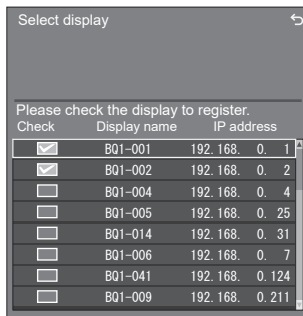 Select display
Please check the display to register.
Check Display name IP address
BQ1-001 192.168. 0. 1
BQ1-002 192.168. 0. 2
BQ1-004 192.168. 0. 4
BQ1-005 192.168. 0. 25
BQ1-014 192.168. 0. 31
BQ1-006 192.168. 0. 7
BQ1-041 192.168. 0.124
BQ1-009 192.168. 0.211